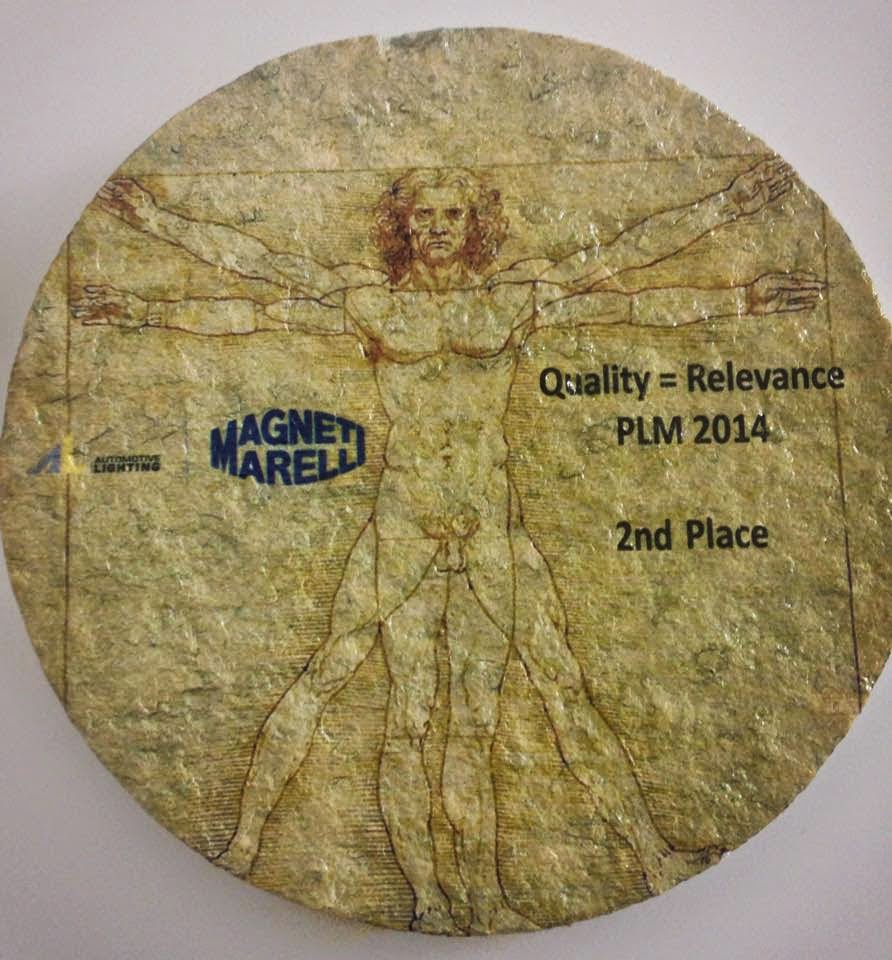 AUTOMOTIVE
LIGHTING
MAGNETI
MARELLI
Quality = Relevance
PLM 2014
2nd Place